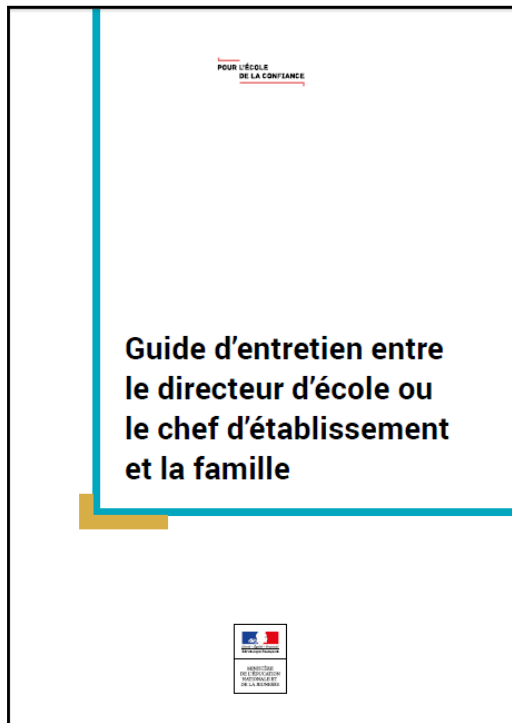 POUR L'ÉCOLE
DE LA CONFIANCE
Guide d'entretien entre
le directeur d'école ou
le chef d'établissement
et la famille
MINISTÈRE
DE L'ÉDUCATION
NATIONALE ET
DE LA JEUNESSE